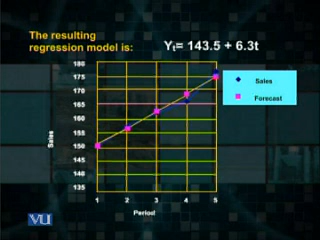 The resulting
regression model is:
Yt= 143.5 + 6.3t
180
175
170
165
160
155
150
145
140
135
Sales
1 2 3 4 5
Period
Sales
Forecast
VU